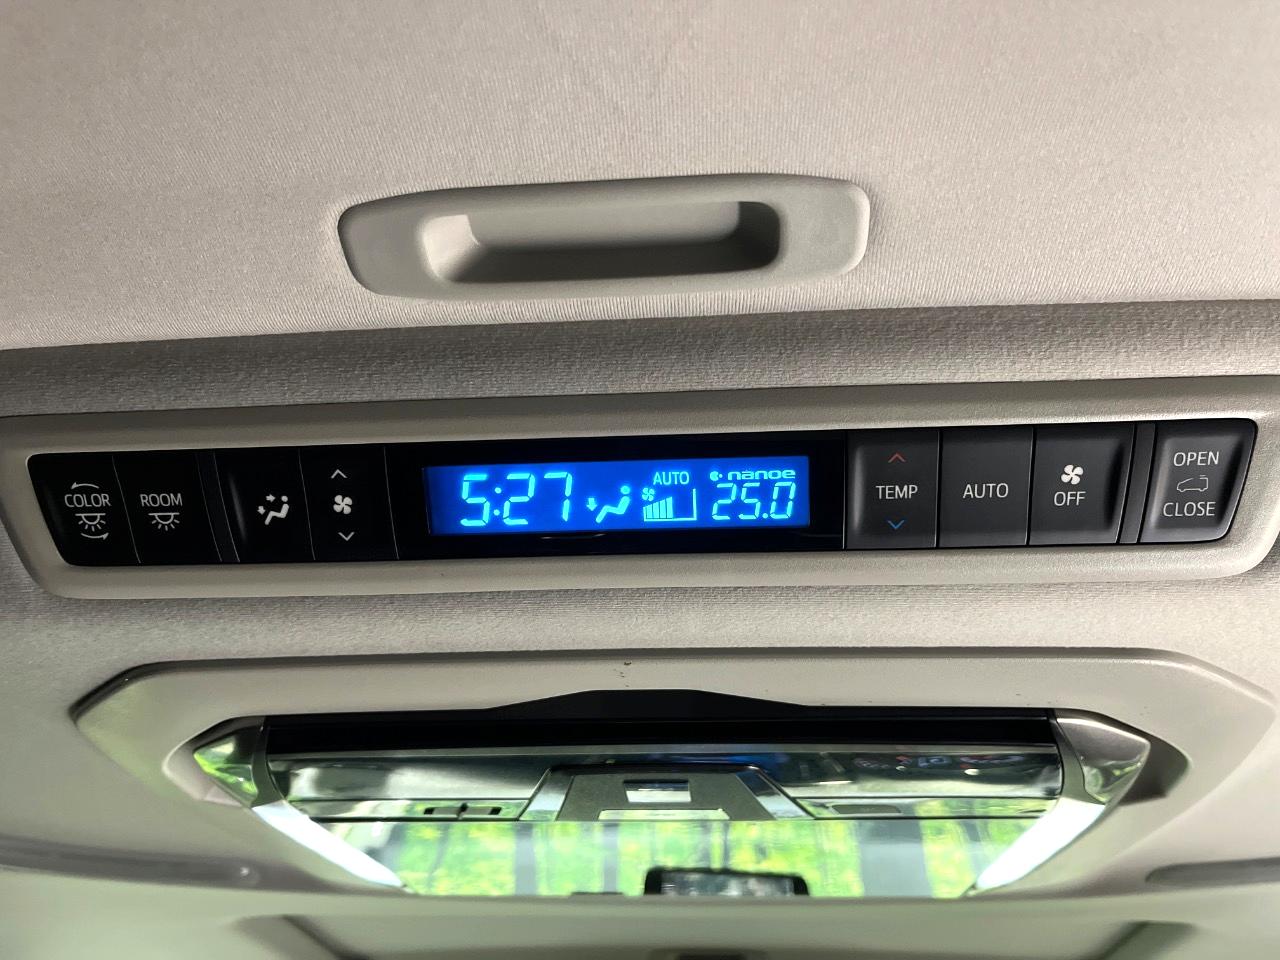 COLOR
ROOM
5:27
AUTO
nanoe
25.0
TEMP
AUTO
OFF
OPEN
CLOSE